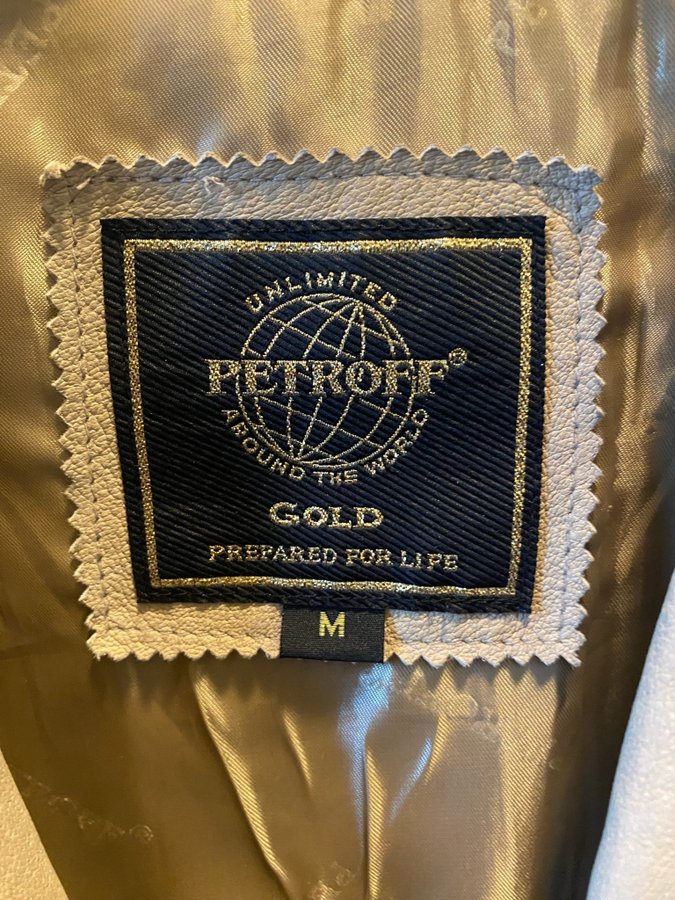 UNLIMITED
PETROFF®
AROUND THE WORLD
GOLD
PREPARED FOR LIFE
M